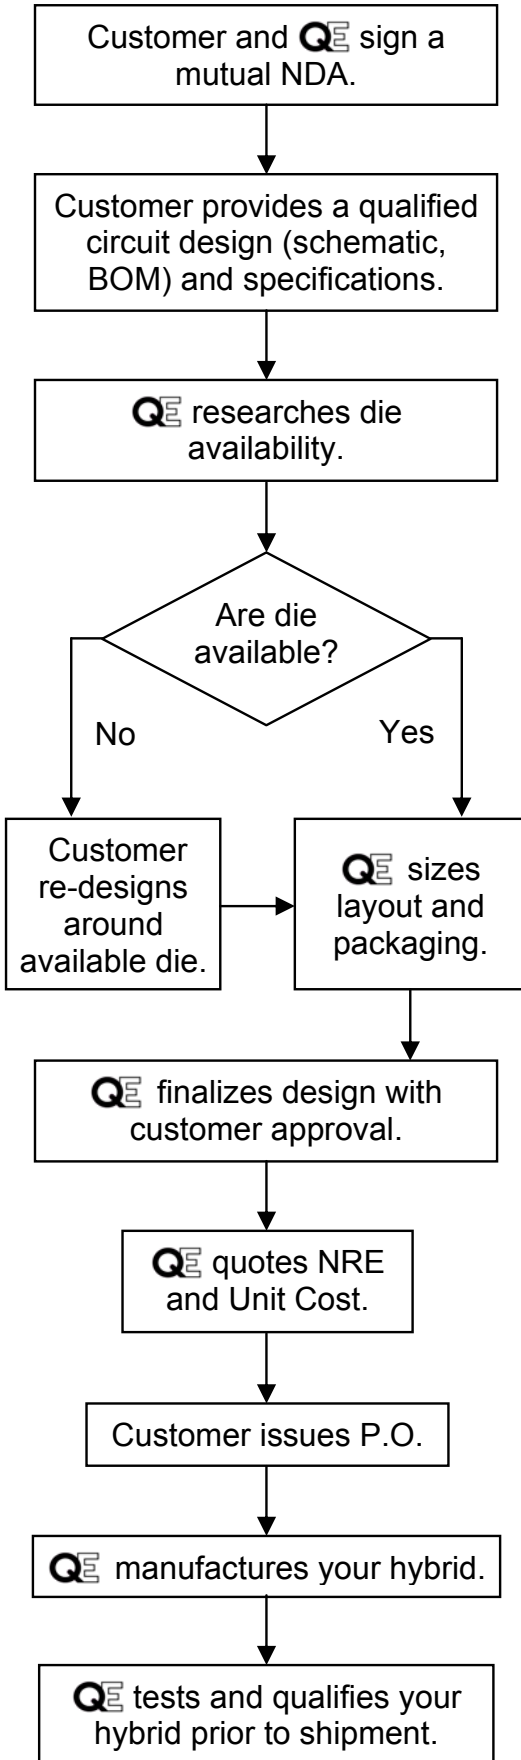 Customer and QE sign a
mutual NDA.
Customer provides a qualified
circuit design (schematic,
BOM) and specifications.
QE researches die
availability.
Are die
available?
No
Yes
Customer
re-designs
around
available die.
QE sizes
layout and
packaging.
QE finalizes design with
customer approval.
QE quotes NRE
and Unit Cost.
Customer issues P.O.
QE manufactures your hybrid.
QE tests and qualifies your
hybrid prior to shipment.